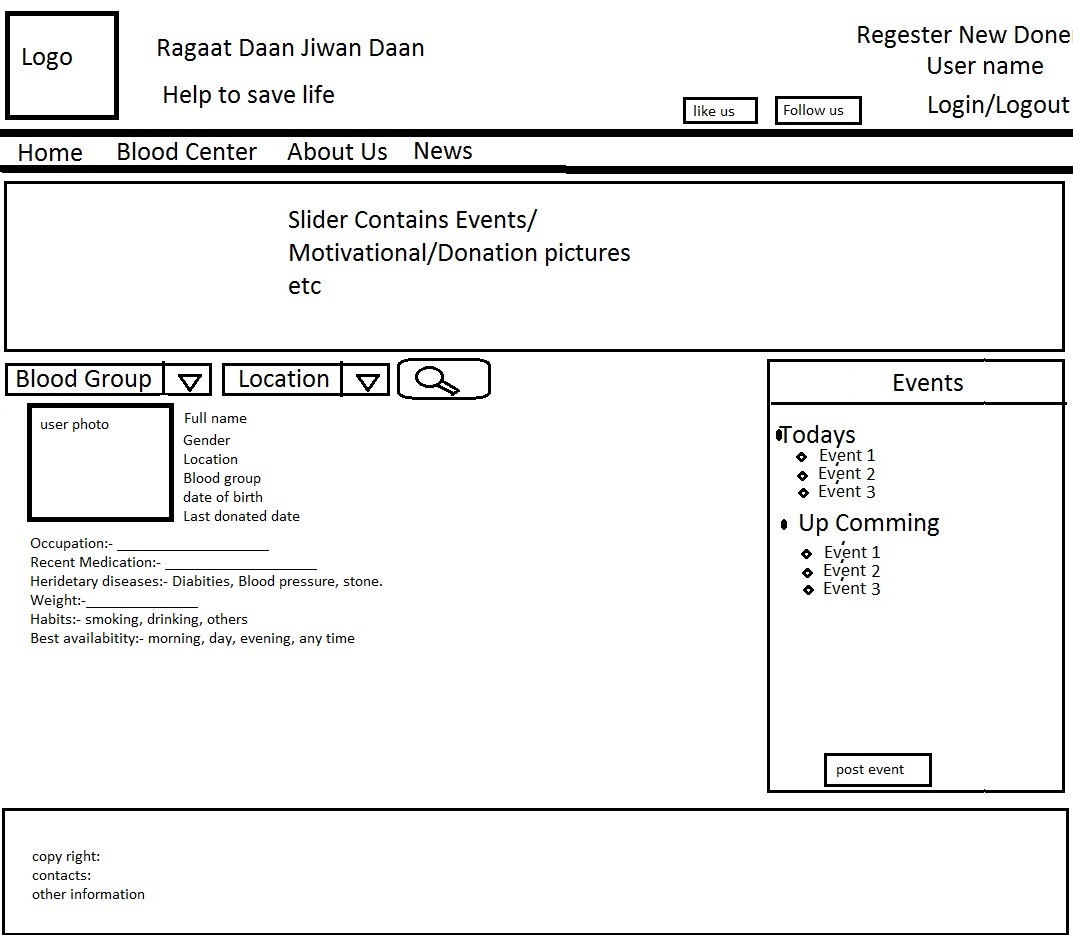 Logo
Ragaat Daan Jiwan Daan
Help to save life
Regester New Done
User name
Login/Logout
like us
Follow us
Home Blood Center About Us News
Slider Contains Events/
Motivational/Donation pictures
etc
Blood Group
Location
user photo
Full name
Gender
Location
Blood group
date of birth
Last donated date
Occupation:- ___________________
Recent Medication:- ___________________
Heridetary diseases:- Diabities, Blood pressure, stone.
Weight:-______________
Habits:- smoking, drinking, others
Best availabitity:- morning, day, evening, any time
Events
Todays
Event 1
Event 2
Event 3
Up Comming
Event 1
Event 2
Event 3
post event
copy right:
contacts:
other information